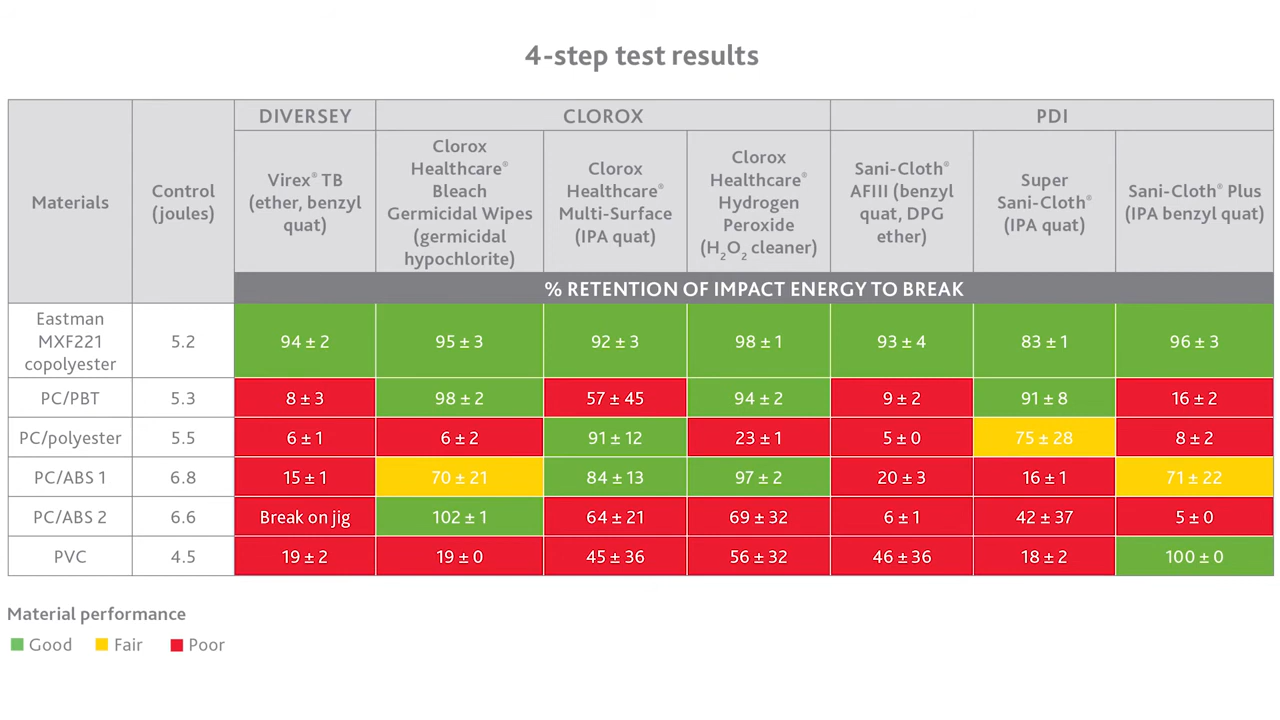 4-step test results
DIVERSEY
CLOROX
PDI
Materials
Control
(joules)
Virex® TB
(ether, benzyl
quat)
Clorox
Healthcare®
Bleach
Germicidal Wipes
(germicidal
hypochlorite)
Clorox
Healthcare®
Multi-Surface
(IPA quat)
Clorox
Healthcare®
Hydrogen
Peroxide
(H₂O₂ cleaner)
Sani-Cloth®
AFIII (benzyl
quat, DPG
ether)
Super
Sani-Cloth®
(IPA quat)
Sani-Cloth® Plus
(IPA benzyl quat)
% RETENTION OF IMPACT ENERGY TO BREAK
Eastman
MXF221
copolyester
5.2
94 ± 2
95 ± 3
92 ± 3
98 ± 1
93 ± 4
83 ± 1
96 ± 3
PC/PBT
5.3
8 ± 3
98 ± 2
57 ± 45
94 ± 2
9 ± 2
91 ± 8
16 ± 2
PC/polyester
5.5
6 ± 1
6 ± 2
91 ± 12
23 ± 1
5 ± 0
75 ± 28
8 ± 2
PC/ABS 1
6.8
15 ± 1
70 ± 21
84 ± 13
97 ± 2
20 ± 3
16 ± 1
71 ± 22
PC/ABS 2
6.6
Break on jig
102 ± 1
64 ± 21
69 ± 32
6 ± 1
42 ± 37
5 ± 0
PVC
4.5
19 ± 2
19 ± 0
45 ± 36
56 ± 32
46 ± 36
18 ± 2
100 ± 0
Material performance
Good
Fair
Poor